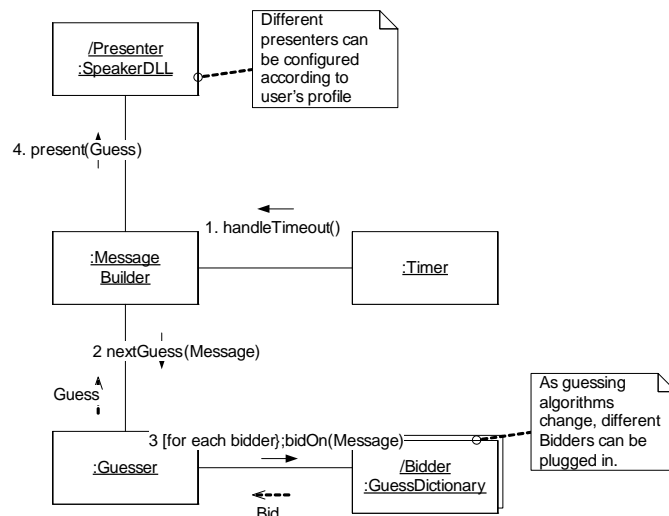 /Presenter
:SpeakerDLL
Different
presenters can
be configured
according to
user's profile
4. present(Guess)
1. handleTimeout()
:Message
Builder
:Timer
2 nextGuess(Message)
Guess
As guessing
algorithms
change, different
Bidders can be
plugged in.
3 [for each bidder};bidOn(Message)
:Guesser
/Bidder
:GuessDictionary
Bid